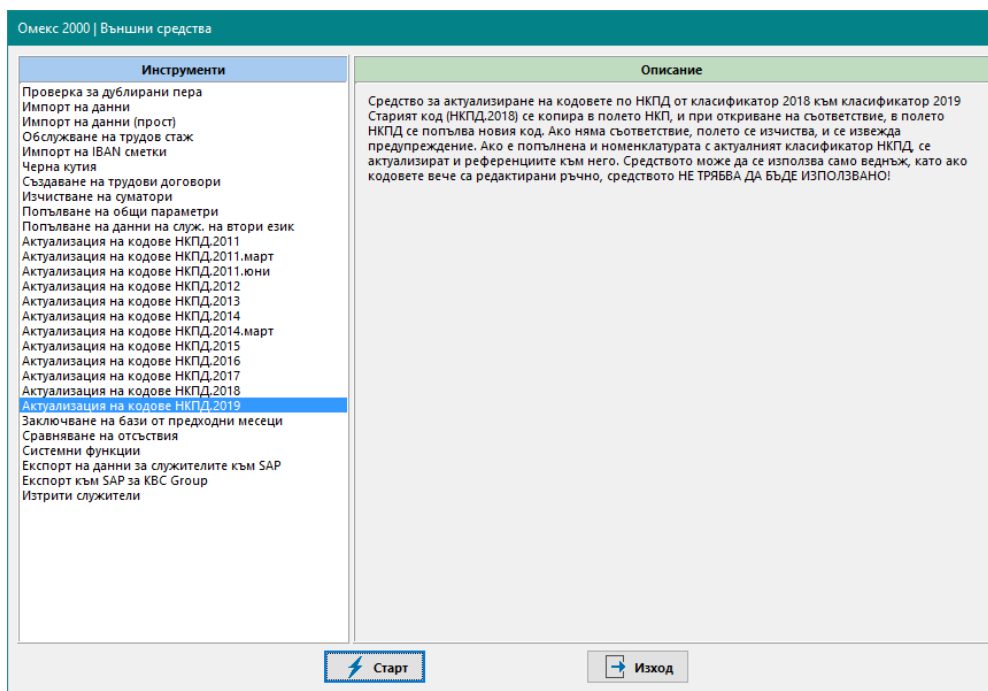 Омекс 2000 | Външни средства
Инструменти
Проверка за дублирани пера
Импорт на данни
Импорт на данни (прост)
Обслужване на трудов стаж
Импорт на IBAN сметки
Черна кутия
Създаване на трудови договори
Изчистване на суматори
Попълване на общи параметри
Попълване на данни на служ. на втори език
Актуализация на кодове НКПД.2011
Актуализация на кодове НКПД.2011.март
Актуализация на кодове НКПД.2011.юни
Актуализация на кодове НКПД.2012
Актуализация на кодове НКПД.2013
Актуализация на кодове НКПД.2014
Актуализация на кодове НКПД.2014.март
Актуализация на кодове НКПД.2015
Актуализация на кодове НКПД.2016
Актуализация на кодове НКПД.2017
Актуализация на кодове НКПД.2018
Актуализация на кодове НКПД.2019
Заключване на бази от предходни месеци
Сравняване на отсъствия
Системни функции
Експорт на данни за служителите към SAP
Експорт към SAP за KBC Group
Изтрити служители
Описание
Средство за актуализиране на кодовете по НКПД от класификатор 2018 към класификатор 2019
Старият код (НКПД.2018) се копира в полето НКП, и при откриване на съответствие, в полето
НКПД се попълва новия код. Ако няма съответствие, полето се изчиства, и се извежда
предупреждение. Ако е попълнена и номенклатурата с актуалният класификатор НКПД, се
актуализират и референциите към него. Средството може да се използва само веднъж, като ако
кодовете вече са редактирани ръчно, средството НЕ ТРЯБВА ДА БЪДЕ ИЗПОЛЗВАНО!
Старт
Изход